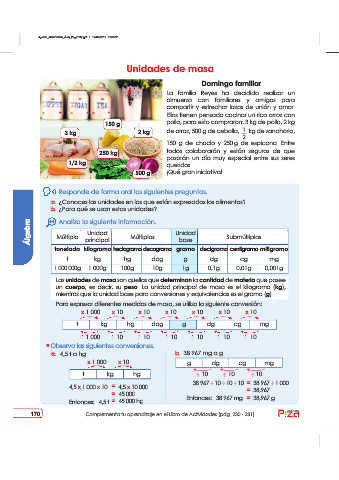 Unidades de masa
Domingo familiar
La familia Reyes ha decidido realizar un
almuerzo con familiares y amigos para
compartir y estrechar lazos de unión y amor.
Ellos tienen pensado cocinar un rico arroz con
pollo, para esto compraron: 3 kg de pollo, 2 kg
de arroz, 500 g de cebolla, 1/2 kg de zanahoria,
150 g de choclo y 250 g de espinaca. Entre
todos colaborarán y están seguros de que
pasarán un día muy especial entre sus seres
queridos.
¡Qué gran iniciativa!
150 g
3 kg
2 kg
250 kg
1/2 kg
500 g
Responde de forma oral las siguientes preguntas.
a. ¿Conoces las unidades en las que están expresados los alimentos?
b. ¿Para qué se usan estas unidades?
Analiza la siguiente información.
Múltiplo Unidad principal Múltiplos Unidad base Submúltiplos
tonelada kilogramo hectogramo decagramo gramo decigramo centigramo miligramo
t kg hg dag g dg cg mg
1 000 000g 1 000g 100g 10g 1g 0,1g 0,01g 0,001g
Las unidades de masa son aquellas que determinan la cantidad de materia que posee
un cuerpo, es decir, su peso. La unidad principal de masa es el kilogramo (kg),
mientras que la unidad base para conversiones y equivalencias es el gramo (g).
Para expresar diferentes medidas de masa, se utiliza la siguiente conversión:
x 1 000 x 10 x 10 x 10 x 10 x 10 x 10
t kg hg dag g dg cg mg
÷ 1 000 ÷ 10 ÷ 10 ÷ 10 ÷ 10 ÷ 10 ÷ 10
Observa las siguientes conversiones.
a. 4,5 t a hg
x 1 000 x 10
t kg hg
4,5 x 1 000 x 10 = 4,5 x 10 000
= 45 000
Entonces: 4,5 t = 45 000 hg
b. 38 967 mg a g
g dg cg mg
÷ 10 ÷ 10 ÷ 10
38 967 ÷ 10 ÷ 10 ÷ 10 = 38 967 ÷ 1 000
= 38,967
Entonces: 38 967 mg = 38,967 g
Álgebra
170
Complementa tu aprendizaje en el Libro de Actividades (pág. 230 - 231)